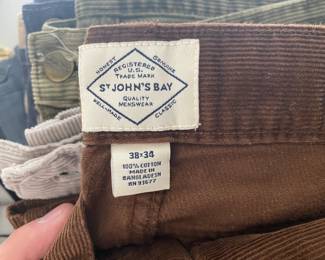 REGISTERED
U.S.
TRADE MARK
HONEST
GENUINE
ST JOHN'S BAY
QUALITY
MENSWEAR
WELL-MADE
CLASSIC
38×34
100% COTTON
MADE IN
BANGLADESH
RN 93677